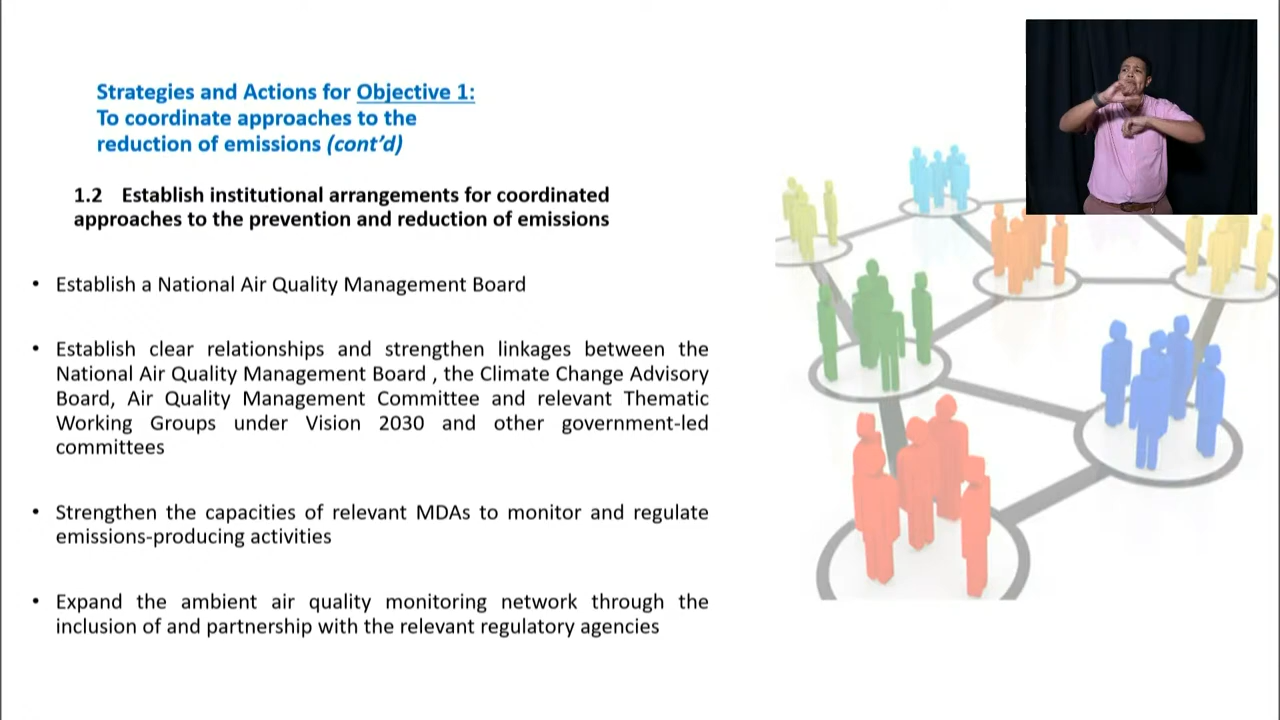 Strategies and Actions for Objective 1:
To coordinate approaches to the
reduction of emissions (cont'd)
1.2 Establish institutional arrangements for coordinated
approaches to the prevention and reduction of emissions
• Establish a National Air Quality Management Board
• Establish clear relationships and strengthen linkages between the
National Air Quality Management Board , the Climate Change Advisory
Board, Air Quality Management Committee and relevant Thematic
Working Groups under Vision 2030 and other government-led
committees
• Strengthen the capacities of relevant MDAs to monitor and regulate
emissions-producing activities
• Expand the ambient air quality monitoring network through the
inclusion of and partnership with the relevant regulatory agencies